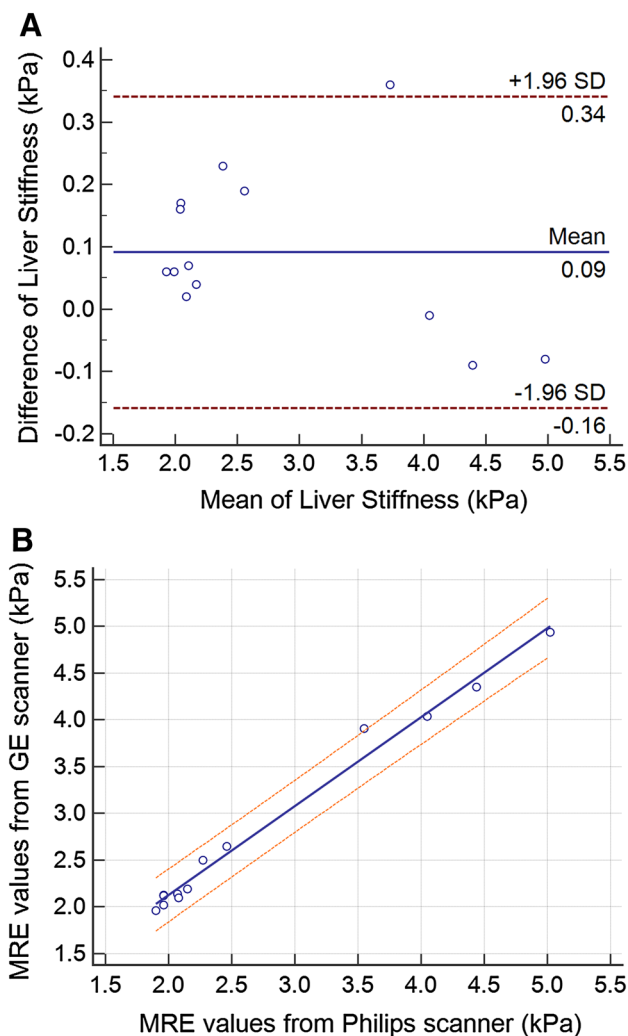 A
Difference of Liver Stiffness (kPa)
0.4
0.3
0.2
0.1
0.0
-0.1
-0.2
+1.96 SD
0.34
Mean
0.09
-1.96 SD
-0.16
1.5 2.0 2.5 3.0 3.5 4.0 4.5 5.0 5.5
Mean of Liver Stiffness (kPa)
B
MRE values from GE scanner (kPa)
5.5
5.0
4.5
4.0
3.5
3.0
2.5
2.0
1.5
1.5 2.0 2.5 3.0 3.5 4.0 4.5 5.0 5.5
MRE values from Philips scanner (kPa)